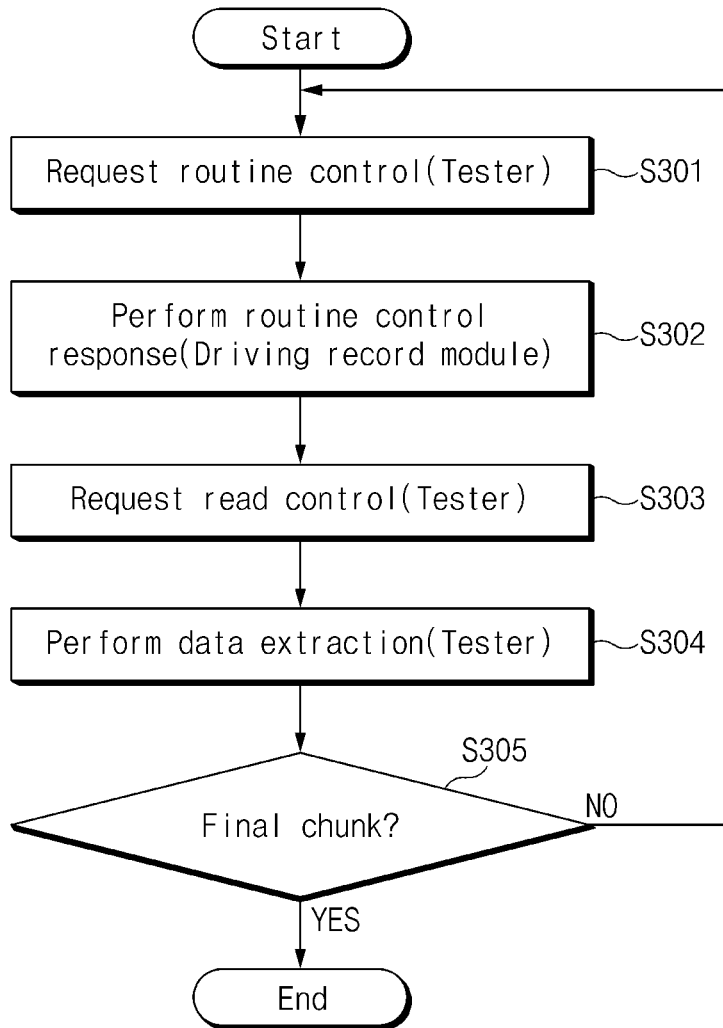 Start
Request routine control(Tester)
S301
Perform routine control
response(Driving record module)
S302
Request read control(Tester)
S303
Perform data extraction(Tester)
S304
S305
Final chunk?
NO
YES
End